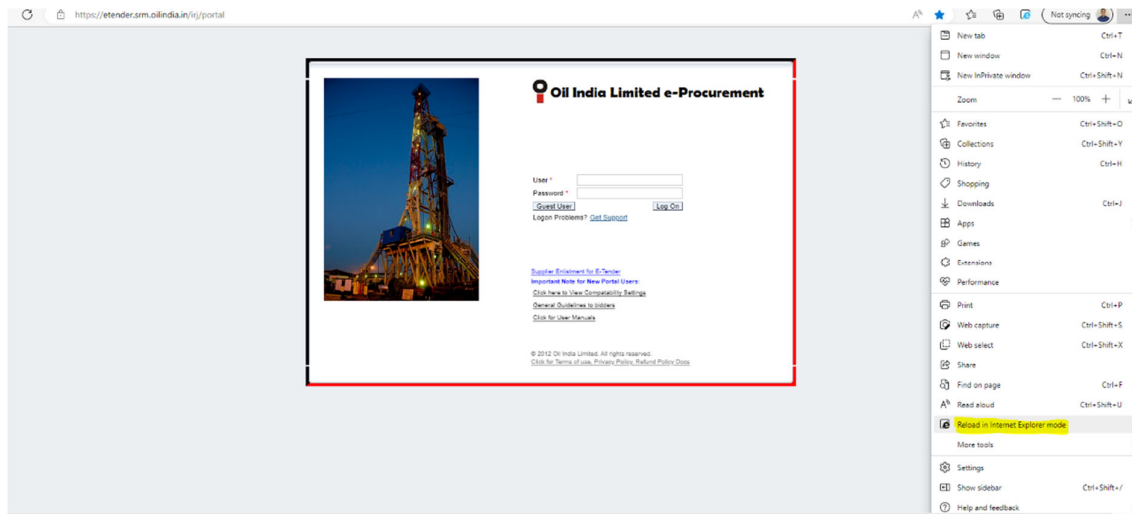 https://etender.srm.oilindia.in/irj/portal
Not syncing
Oil India Limited e-Procurement
User *
Password *
Guest User Log On
Logon Problems? Get Support
Supplier Enlistment for E-Tender
Important Note for New Portal Users:
Click here to View Compatability Settings
General Guidelines to bidders
Click for User Manuals
© 2012 Oil India Limited. All rights reserved.
Click for Terms of use, Privacy Policy, Refund Policy Docs
New tab Ctrl+T
New window Ctrl+N
New InPrivate window Ctrl+Shift+N
Zoom — 100% +
Favorites Ctrl+Shift+O
Collections Ctrl+Shift+Y
History Ctrl+H
Shopping
Downloads Ctrl+J
Apps
Games
Extensions
Performance
Print Ctrl+P
Web capture Ctrl+Shift+S
Web select Ctrl+Shift+X
Share
Find on page Ctrl+F
Read aloud Ctrl+Shift+U
Reload in Internet Explorer mode
More tools
Settings
Show sidebar Ctrl+Shift+/
Help and feedback